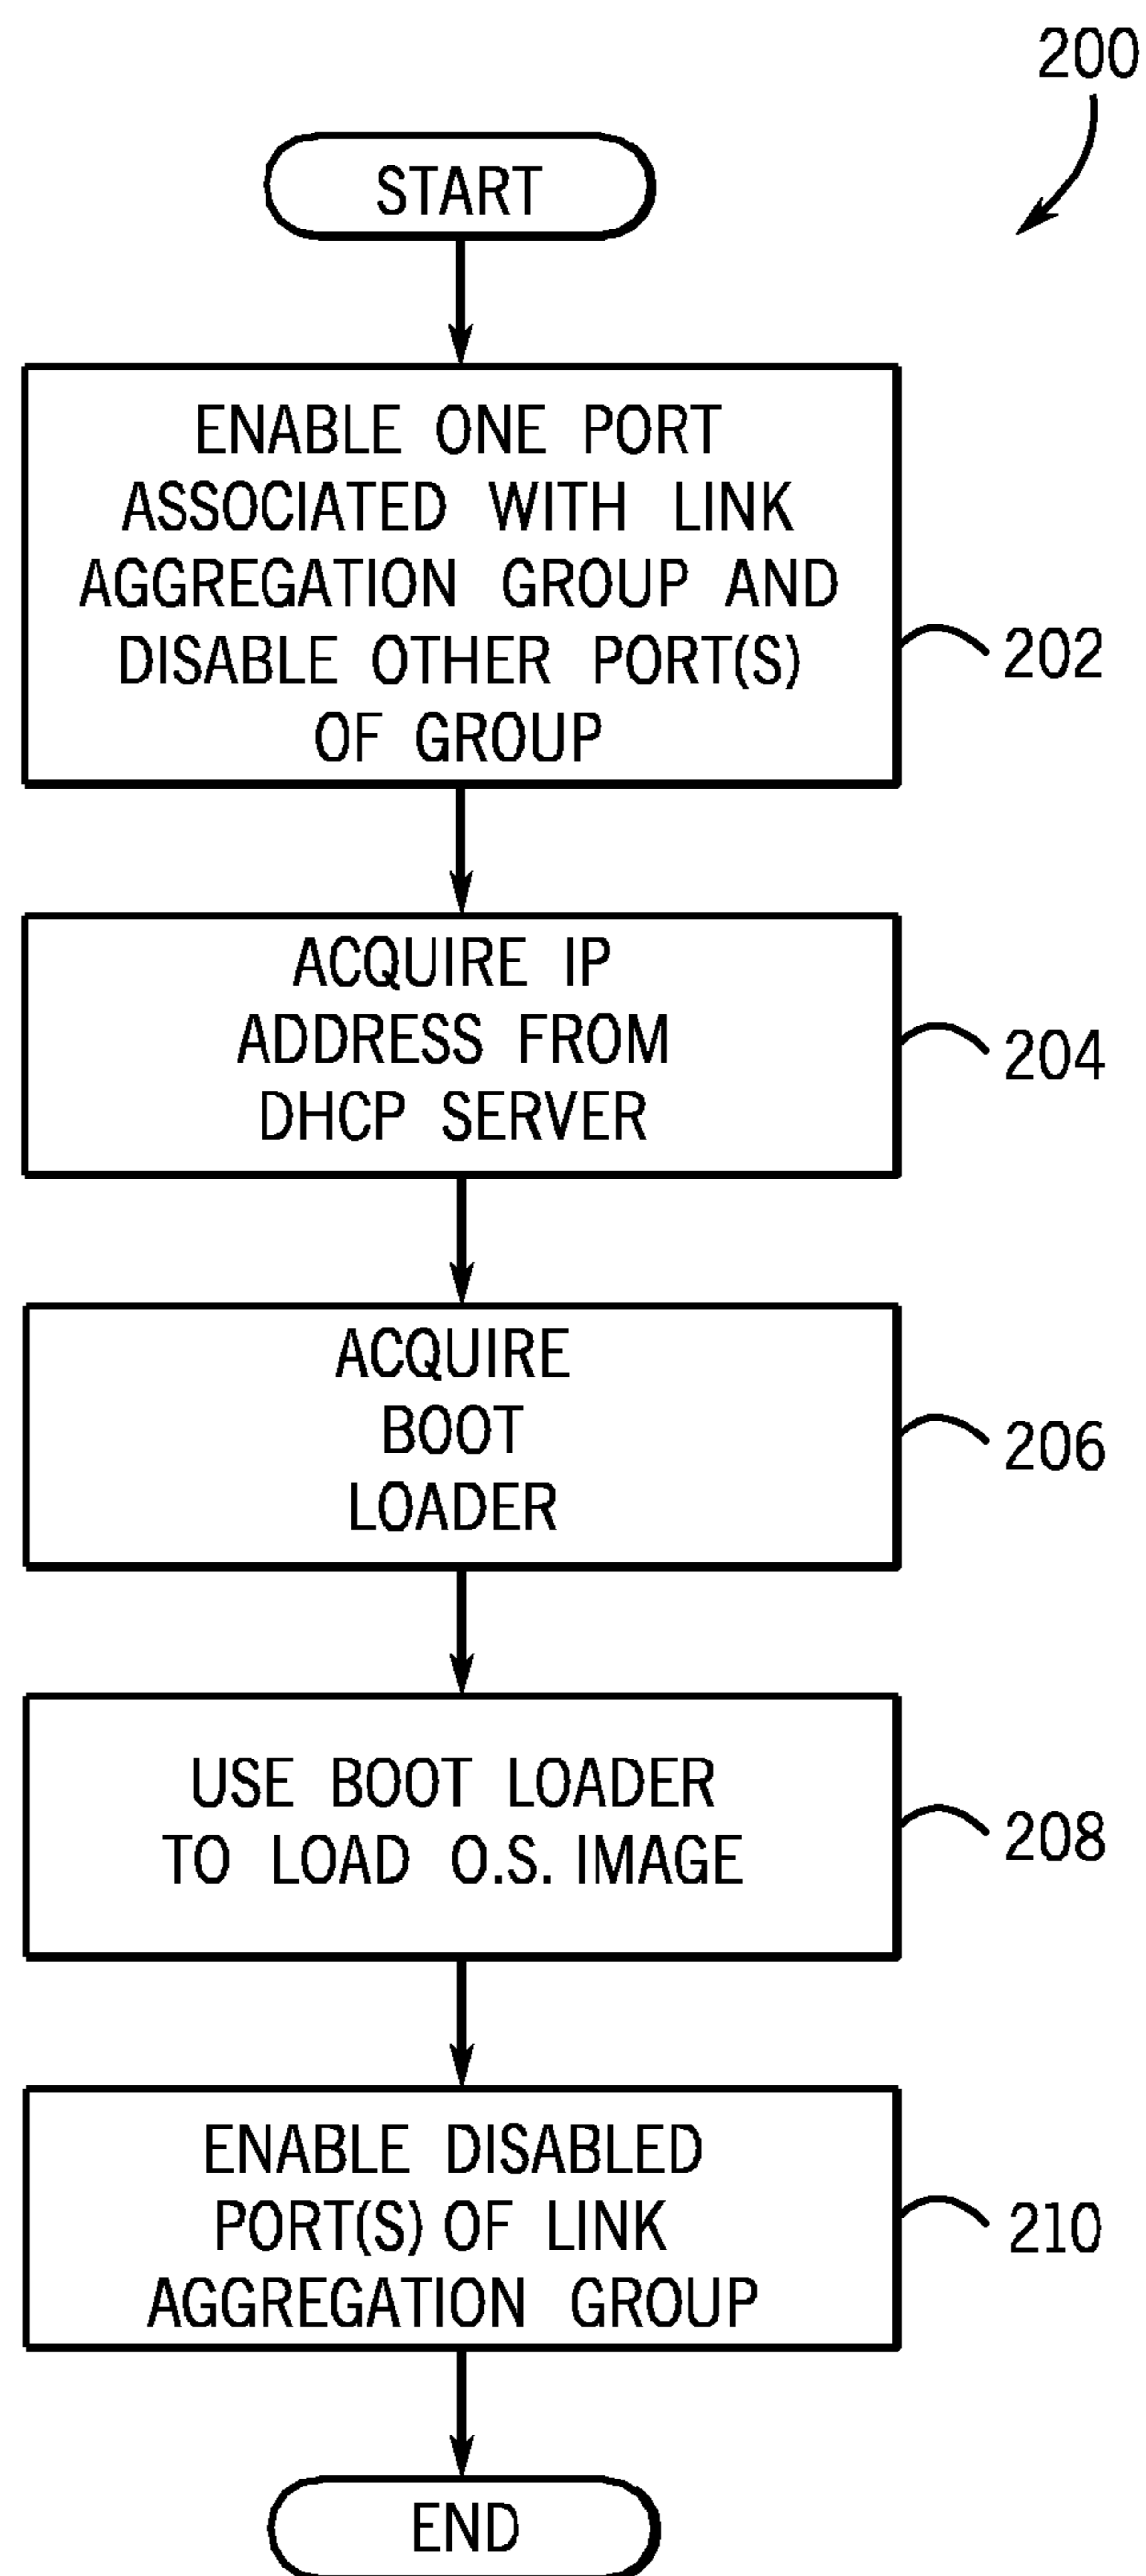 200
START
ENABLE ONE PORT
ASSOCIATED WITH LINK
AGGREGATION GROUP AND
DISABLE OTHER PORT(S)
OF GROUP
202
ACQUIRE IP
ADDRESS FROM
DHCP SERVER
204
ACQUIRE
BOOT
LOADER
206
USE BOOT LOADER
TO LOAD O.S. IMAGE
208
ENABLE DISABLED
PORT(S) OF LINK
AGGREGATION GROUP
210
END